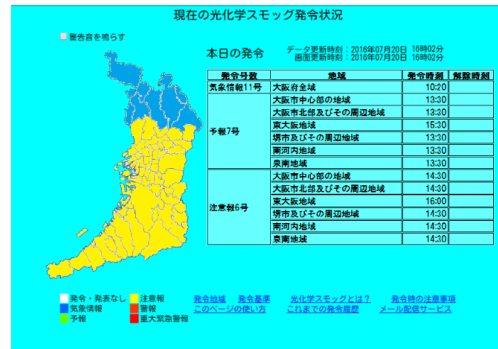 現在の光化学スモッグ発令状況
警告音を鳴らす
本日の発令
データ更新時刻：2016年07月20日 16時02分
画面更新時刻：2016年07月20日 16時02分
発令号数 地域 発令時刻 解除時刻
気象情報11号 大阪府全域 10:20
予報7号 大阪市中心部の地域 13:30
大阪市北部及びその周辺地域 13:30
東大阪地域 15:30
堺市及びその周辺地域 13:30
南河内地域 13:30
泉南地域 13:30
注意報6号 大阪市中心部の地域 14:30
大阪市北部及びその周辺地域 14:30
東大阪地域 16:00
堺市及びその周辺地域 14:30
南河内地域 14:30
泉南地域 14:30
発令・発表なし 注意報
気象情報 警報
予報 重大緊急警報
発令地域 発令基準 光化学スモッグとは？ 発令時の注意事項
このページの使い方 これまでの発令履歴 メール配信サービス